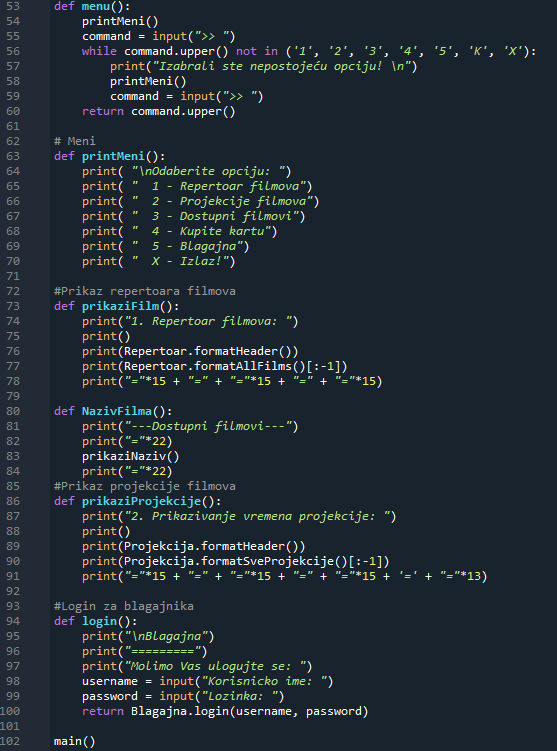 53 def menu():
54     printMeni()
55     command = input(">> ")
56     while command.upper() not in ('1', '2', '3', '4', '5', 'K', 'X'):
57         print("Izabrali ste nepostojeću opciju! \n")
58         printMeni()
59         command = input(">> ")
60     return command.upper()
61
62 # Meni
63 def printMeni():
64     print( "\nOdaberite opciju: ")
65     print( "  1 - Repertoar filmova")
66     print( "  2 - Projekcije filmova")
67     print( "  3 - Dostupni filmovi")
68     print( "  4 - Kupite kartu")
69     print( "  5 - Blagajna")
70     print( "  X - Izlaz!")
71
72 #Prikaz repertoara filmova
73 def prikaziFilm():
74     print("1. Repertoar filmova: ")
75     print()
76     print(Repertoar.formatHeader())
77     print(Repertoar.formatAllFilms()[:-1])
78     print("="*15 + "=" + "="*15 + "=" + "="*15)
79
80 def NazivFilma():
81     print("---Dostupni filmovi---")
82     print("="*22)
83     prikaziNaziv()
84     print("="*22)
85 #Prikaz projekcije filmova
86 def prikaziProjekcije():
87     print("2. Prikazivanje vremena projekcije: ")
88     print()
89     print(Projekcija.formatHeader())
90     print(Projekcija.formatSveProjekcije()[:-1])
91     print("="*15 + "=" + "="*15 + "=" + "="*15 + '=' + "="*13)
92
93 #Login za blagajnika
94 def login():
95     print("\nBlagajna")
96     print("=========")
97     print("Molimo Vas ulogujte se: ")
98     username = input("Korisnicko ime: ")
99     password = input("Lozinka: ")
100     return Blagajna.login(username, password)
101
102 main()